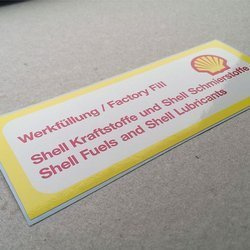 Werkfüllung / Factory Fill
Shell Kraftstoffe und Shell Schmierstoffe
Shell Fuels and Shell Lubricants